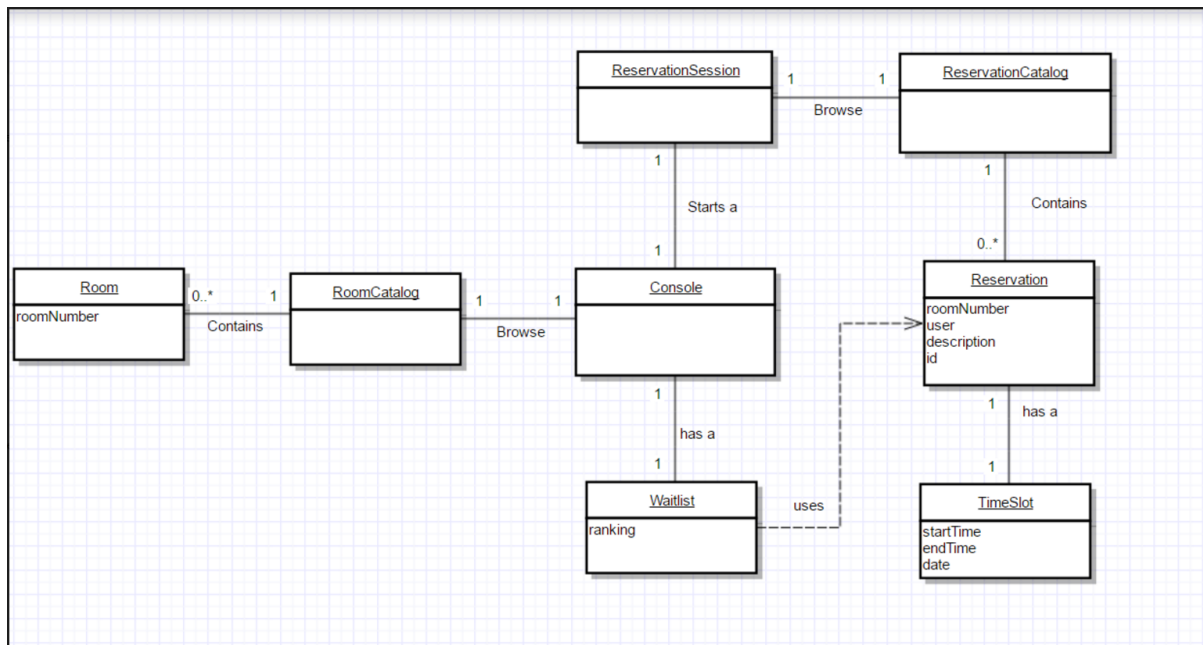 ReservationSession
1
1
Browse
ReservationCatalog
1
Starts a
1
1
Contains
0..*
Room
roomNumber
0..*
1
Contains
RoomCatalog
1
1
Browse
Console
Reservation
roomNumber
user
description
id
1
has a
1
1
has a
1
Waitlist
ranking
uses
TimeSlot
startTime
endTime
date